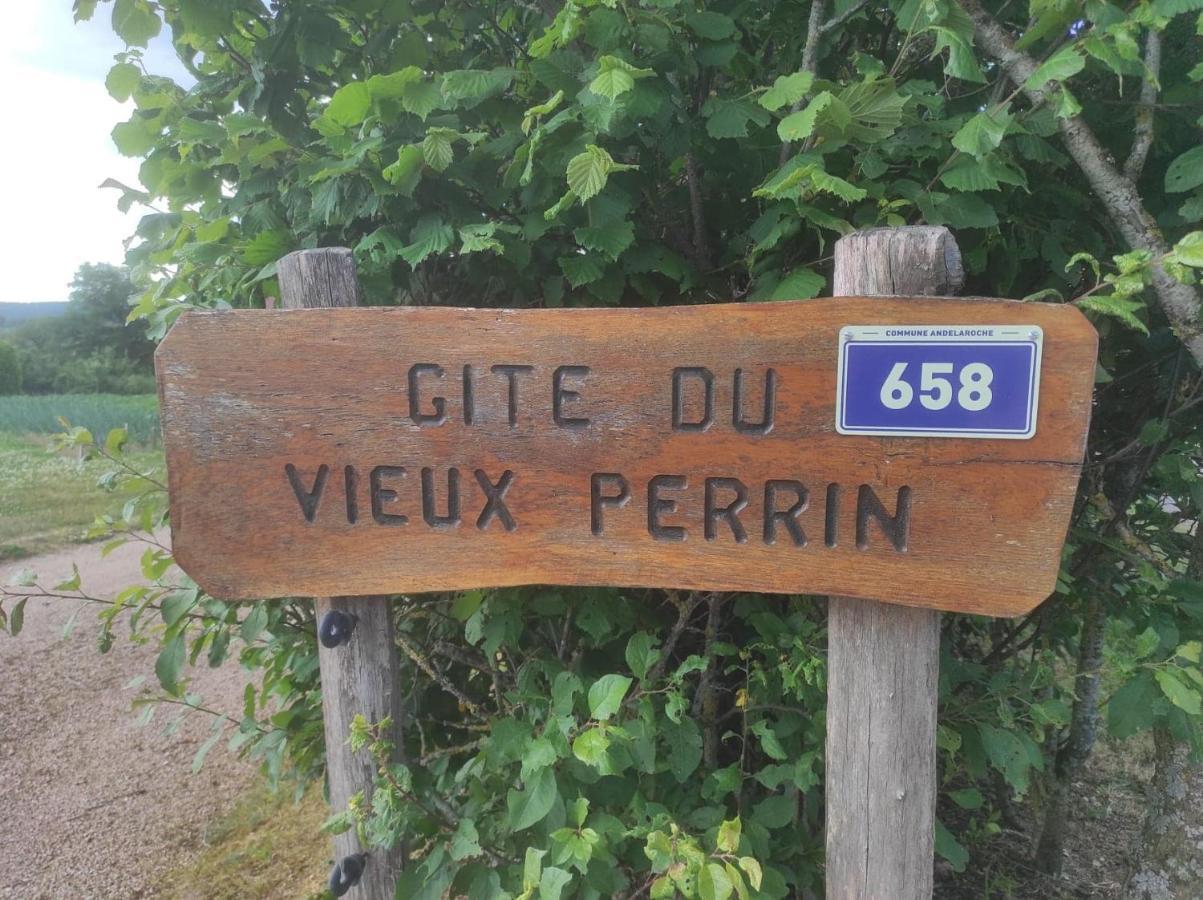 GITE DU
VIEUX PERRIN
COMMUNE ANDELAROCHE
658